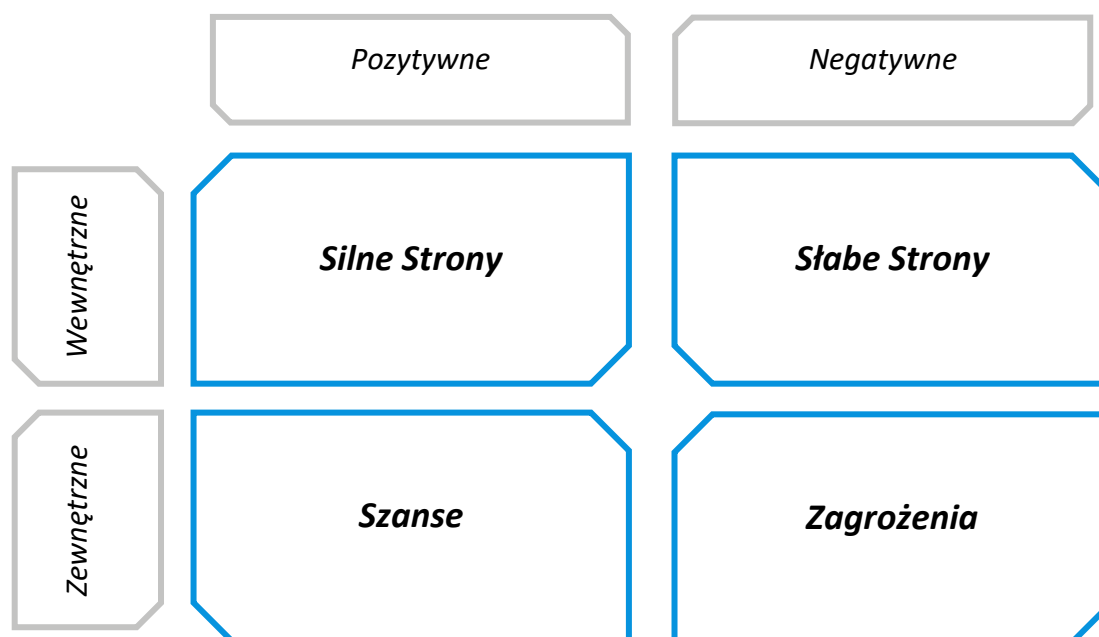 Pozytywne
Negatywne
Wewnętrzne
Silne Strony
Słabe Strony
Zewnętrzne
Szanse
Zagrożenia